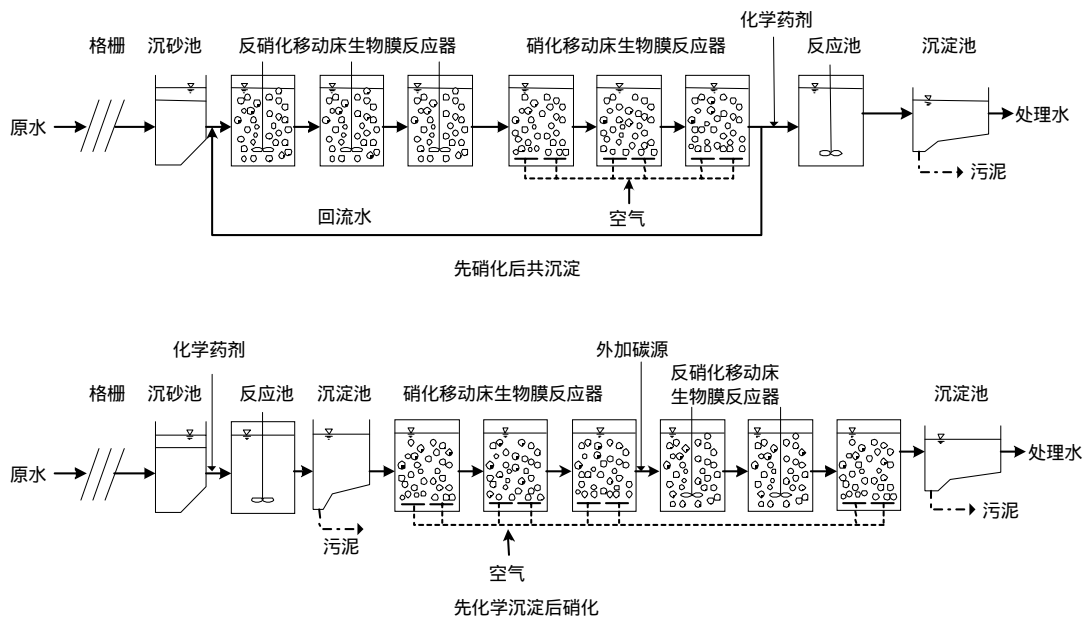 化学药剂
格栅 沉砂池 反硝化移动床生物膜反应器 硝化移动床生物膜反应器 反应池 沉淀池
原水 处理水
污泥
回流水 空气
先硝化后共沉淀
化学药剂 外加碳源
反硝化移动床
格栅 沉砂池 反应池 沉淀池 硝化移动床生物膜反应器 生物膜反应器 沉淀池
原水 处理水
污泥
污泥
空气
先化学沉淀后硝化